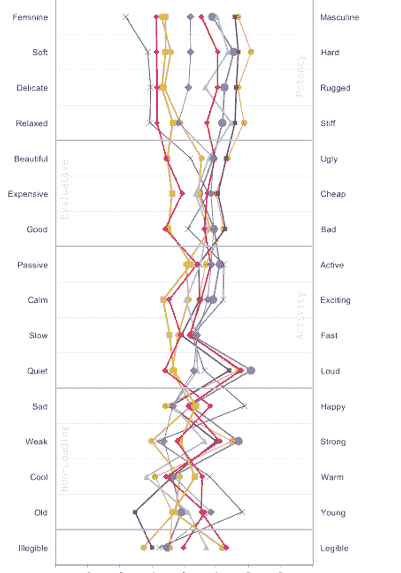 Feminine Masculine
Soft Hard
Potency
Delicate Rugged
Relaxed Stiff
Beautiful Ugly
Evaluative
Expensive Cheap
Good Bad
Passive Active
Calm Exciting
Activity
Slow Fast
Quiet Loud
Sad Happy
Weak Strong
Non-Loading
Cool Warm
Old Young
Illegible Legible